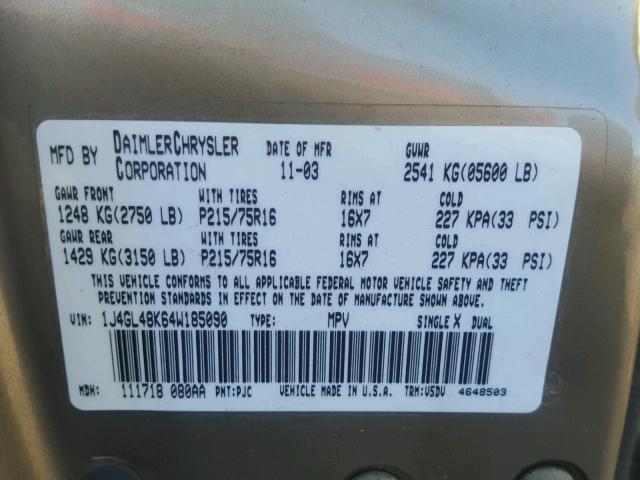 MFD BY DAIMLERCHRYSLER CORPORATION DATE OF MFR 11-03 GVWR 2541 KG(05600 LB)
GAWR FRONT WITH TIRES RIMS AT COLD
1248 KG(2750 LB) P215/75R16 16X7 227 KPA(33 PSI)
GAWR REAR WITH TIRES RIMS AT COLD
1429 KG(3150 LB) P215/75R16 16X7 227 KPA(33 PSI)
THIS VEHICLE CONFORMS TO ALL APPLICABLE FEDERAL MOTOR VEHICLE SAFETY AND THEFT
PREVENTION STANDARDS IN EFFECT ON THE DATE OF MANUFACTURE SHOWN ABOVE.
VIN: 1J4GL48K64W185090 TYPE: MPV SINGLE X DUAL
MDH: 111718 080AA PNT:PJC VEHICLE MADE IN U.S.A. TRM:V5DV 4648503